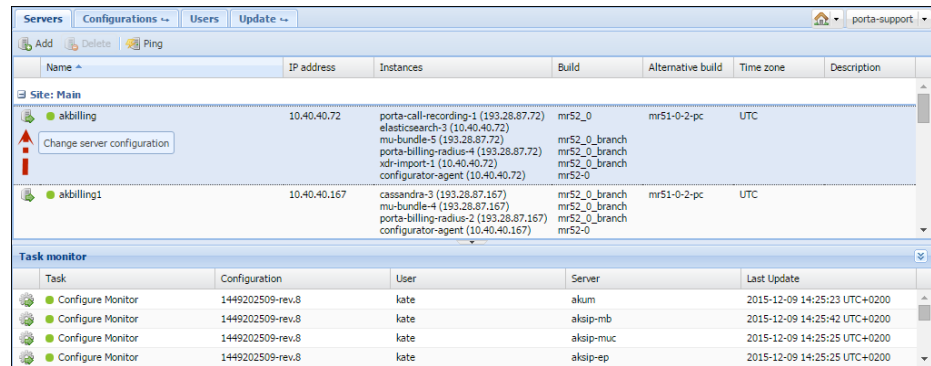 Servers Configurations Users Update porta-support
Add Delete Ping
Name IP address Instances Build Alternative build Time zone Description
Site: Main
akbilling 10.40.40.72 porta-call-recording-1 (193.28.87.72) mr52_0 mr51-0-2-pc UTC
elasticsearch-3 (10.40.40.72)
Change server configuration mu-bundle-5 (193.28.87.72) mr52_0_branch
porta-billing-radius-4 (193.28.87.72) mr52_0_branch
xdr-import-1 (10.40.40.72) mr52_0_branch
configurator-agent (10.40.40.72) mr52-0
akbilling1 10.40.40.167 cassandra-3 (193.28.87.167) mr52_0_branch mr51-0-2-pc UTC
mu-bundle-4 (193.28.87.167) mr52_0_branch
porta-billing-radius-2 (193.28.87.167) mr52_0_branch
configurator-agent (10.40.40.167) mr52-0
Task monitor
Task Configuration User Server Last Update
Configure Monitor 1449202509-rev.8 kate akum 2015-12-09 14:25:23 UTC+0200
Configure Monitor 1449202509-rev.8 kate aksip-mb 2015-12-09 14:25:42 UTC+0200
Configure Monitor 1449202509-rev.8 kate aksip-muc 2015-12-09 14:25:25 UTC+0200
Configure Monitor 1449202509-rev.8 kate aksip-ep 2015-12-09 14:25:25 UTC+0200